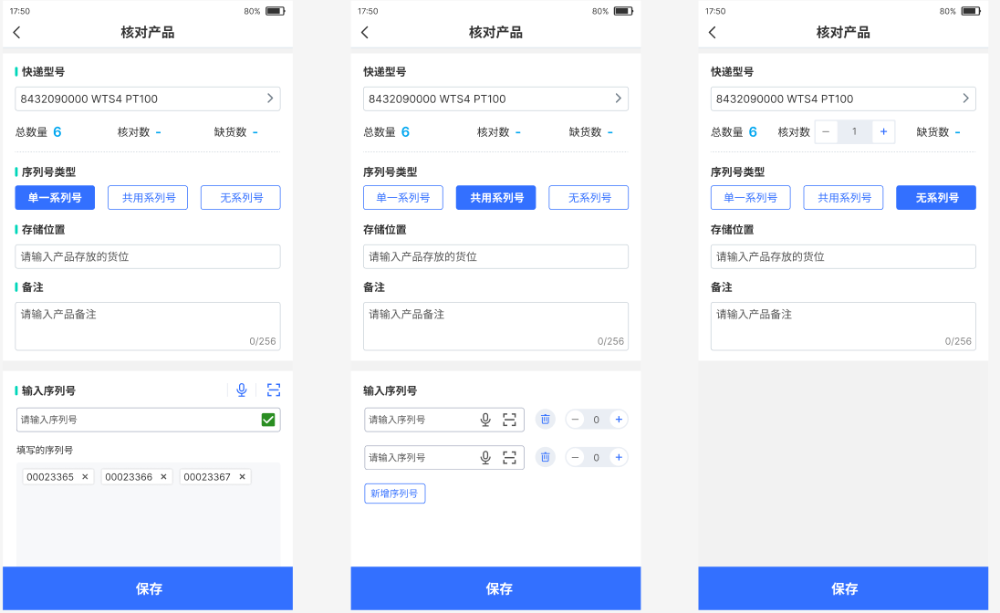 17:50
80%
核对产品
快递型号
8432090000 WTS4 PT100
总数量 6 核对数 - 缺货数 -
序列号类型
单一系列号 共用系列号 无系列号
存储位置
请输入产品存放的货位
备注
请输入产品备注
0/256
输入序列号
请输入序列号
填写的序列号
00023365 × 00023366 × 00023367 ×
保存
17:50
80%
核对产品
快递型号
8432090000 WTS4 PT100
总数量 6 核对数 - 缺货数 -
序列号类型
单一系列号 共用系列号 无系列号
存储位置
请输入产品存放的货位
备注
请输入产品备注
0/256
输入序列号
请输入序列号 − 0 +
请输入序列号 − 0 +
新增序列号
保存
17:50
80%
核对产品
快递型号
8432090000 WTS4 PT100
总数量 6 核对数 − 1 + 缺货数 -
序列号类型
单一系列号 共用系列号 无系列号
存储位置
请输入产品存放的货位
备注
请输入产品备注
0/256
保存